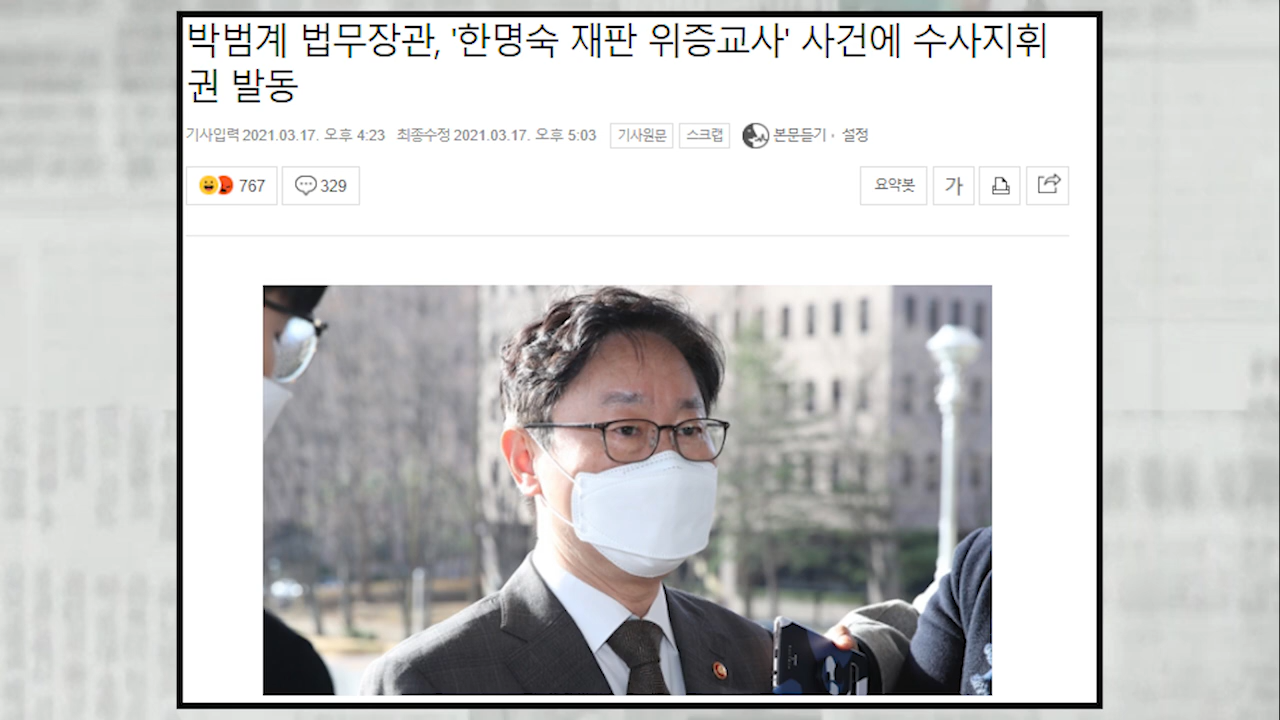 박범계 법무장관, '한명숙 재판 위증교사' 사건에 수사지휘
권 발동
기사입력 2021.03.17. 오후 4:23 최종수정 2021.03.17. 오후 5:03 기사원문 스크랩 본문듣기 · 설정
767 329 요약봇 가